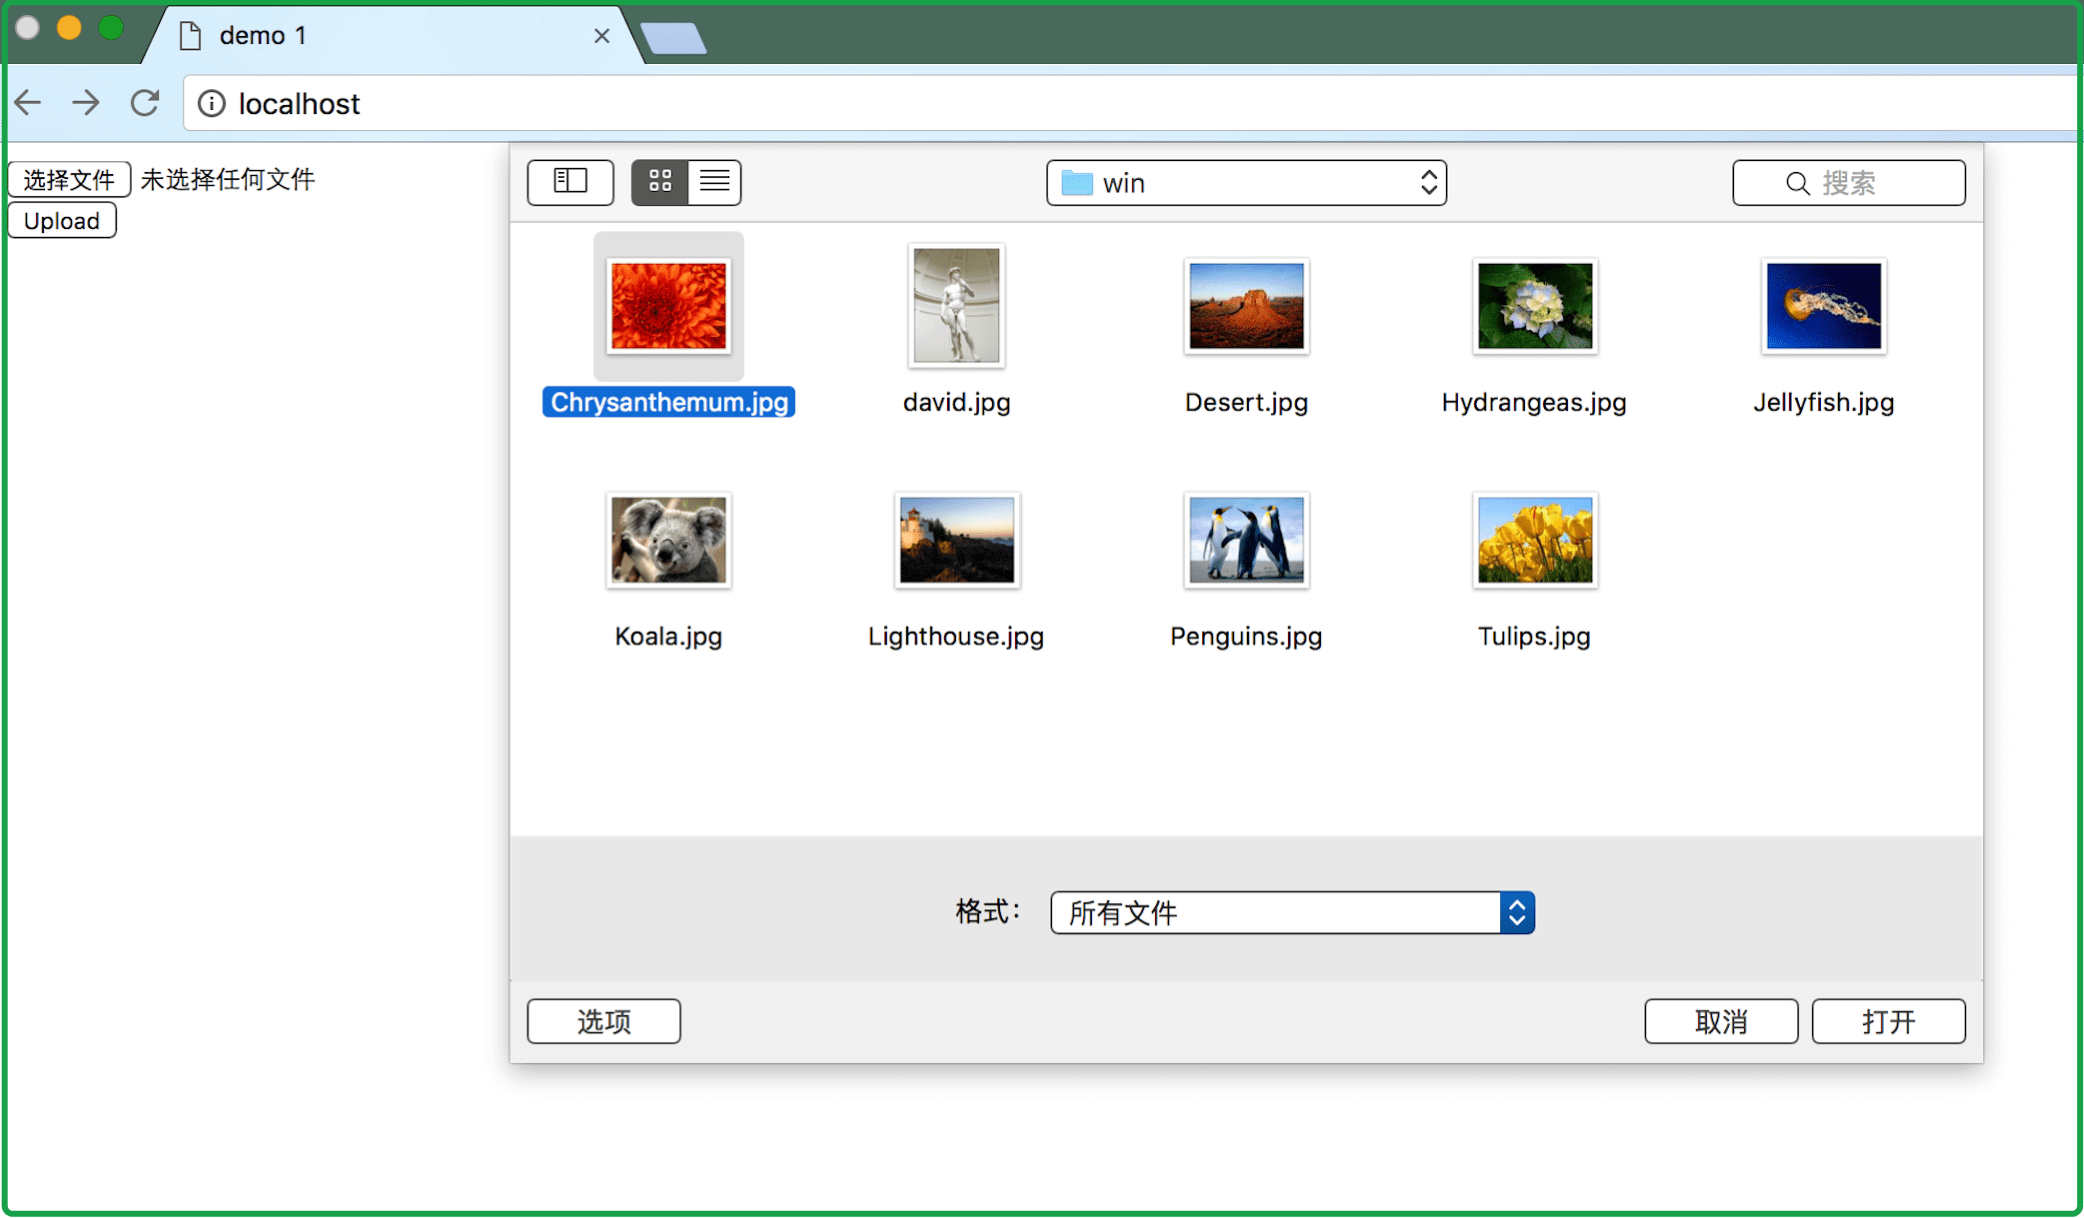 demo 1
localhost
选择文件 未选择任何文件
Upload
win
搜索
Chrysanthemum.jpg david.jpg Desert.jpg Hydrangeas.jpg Jellyfish.jpg
Koala.jpg Lighthouse.jpg Penguins.jpg Tulips.jpg
格式： 所有文件
选项 取消 打开